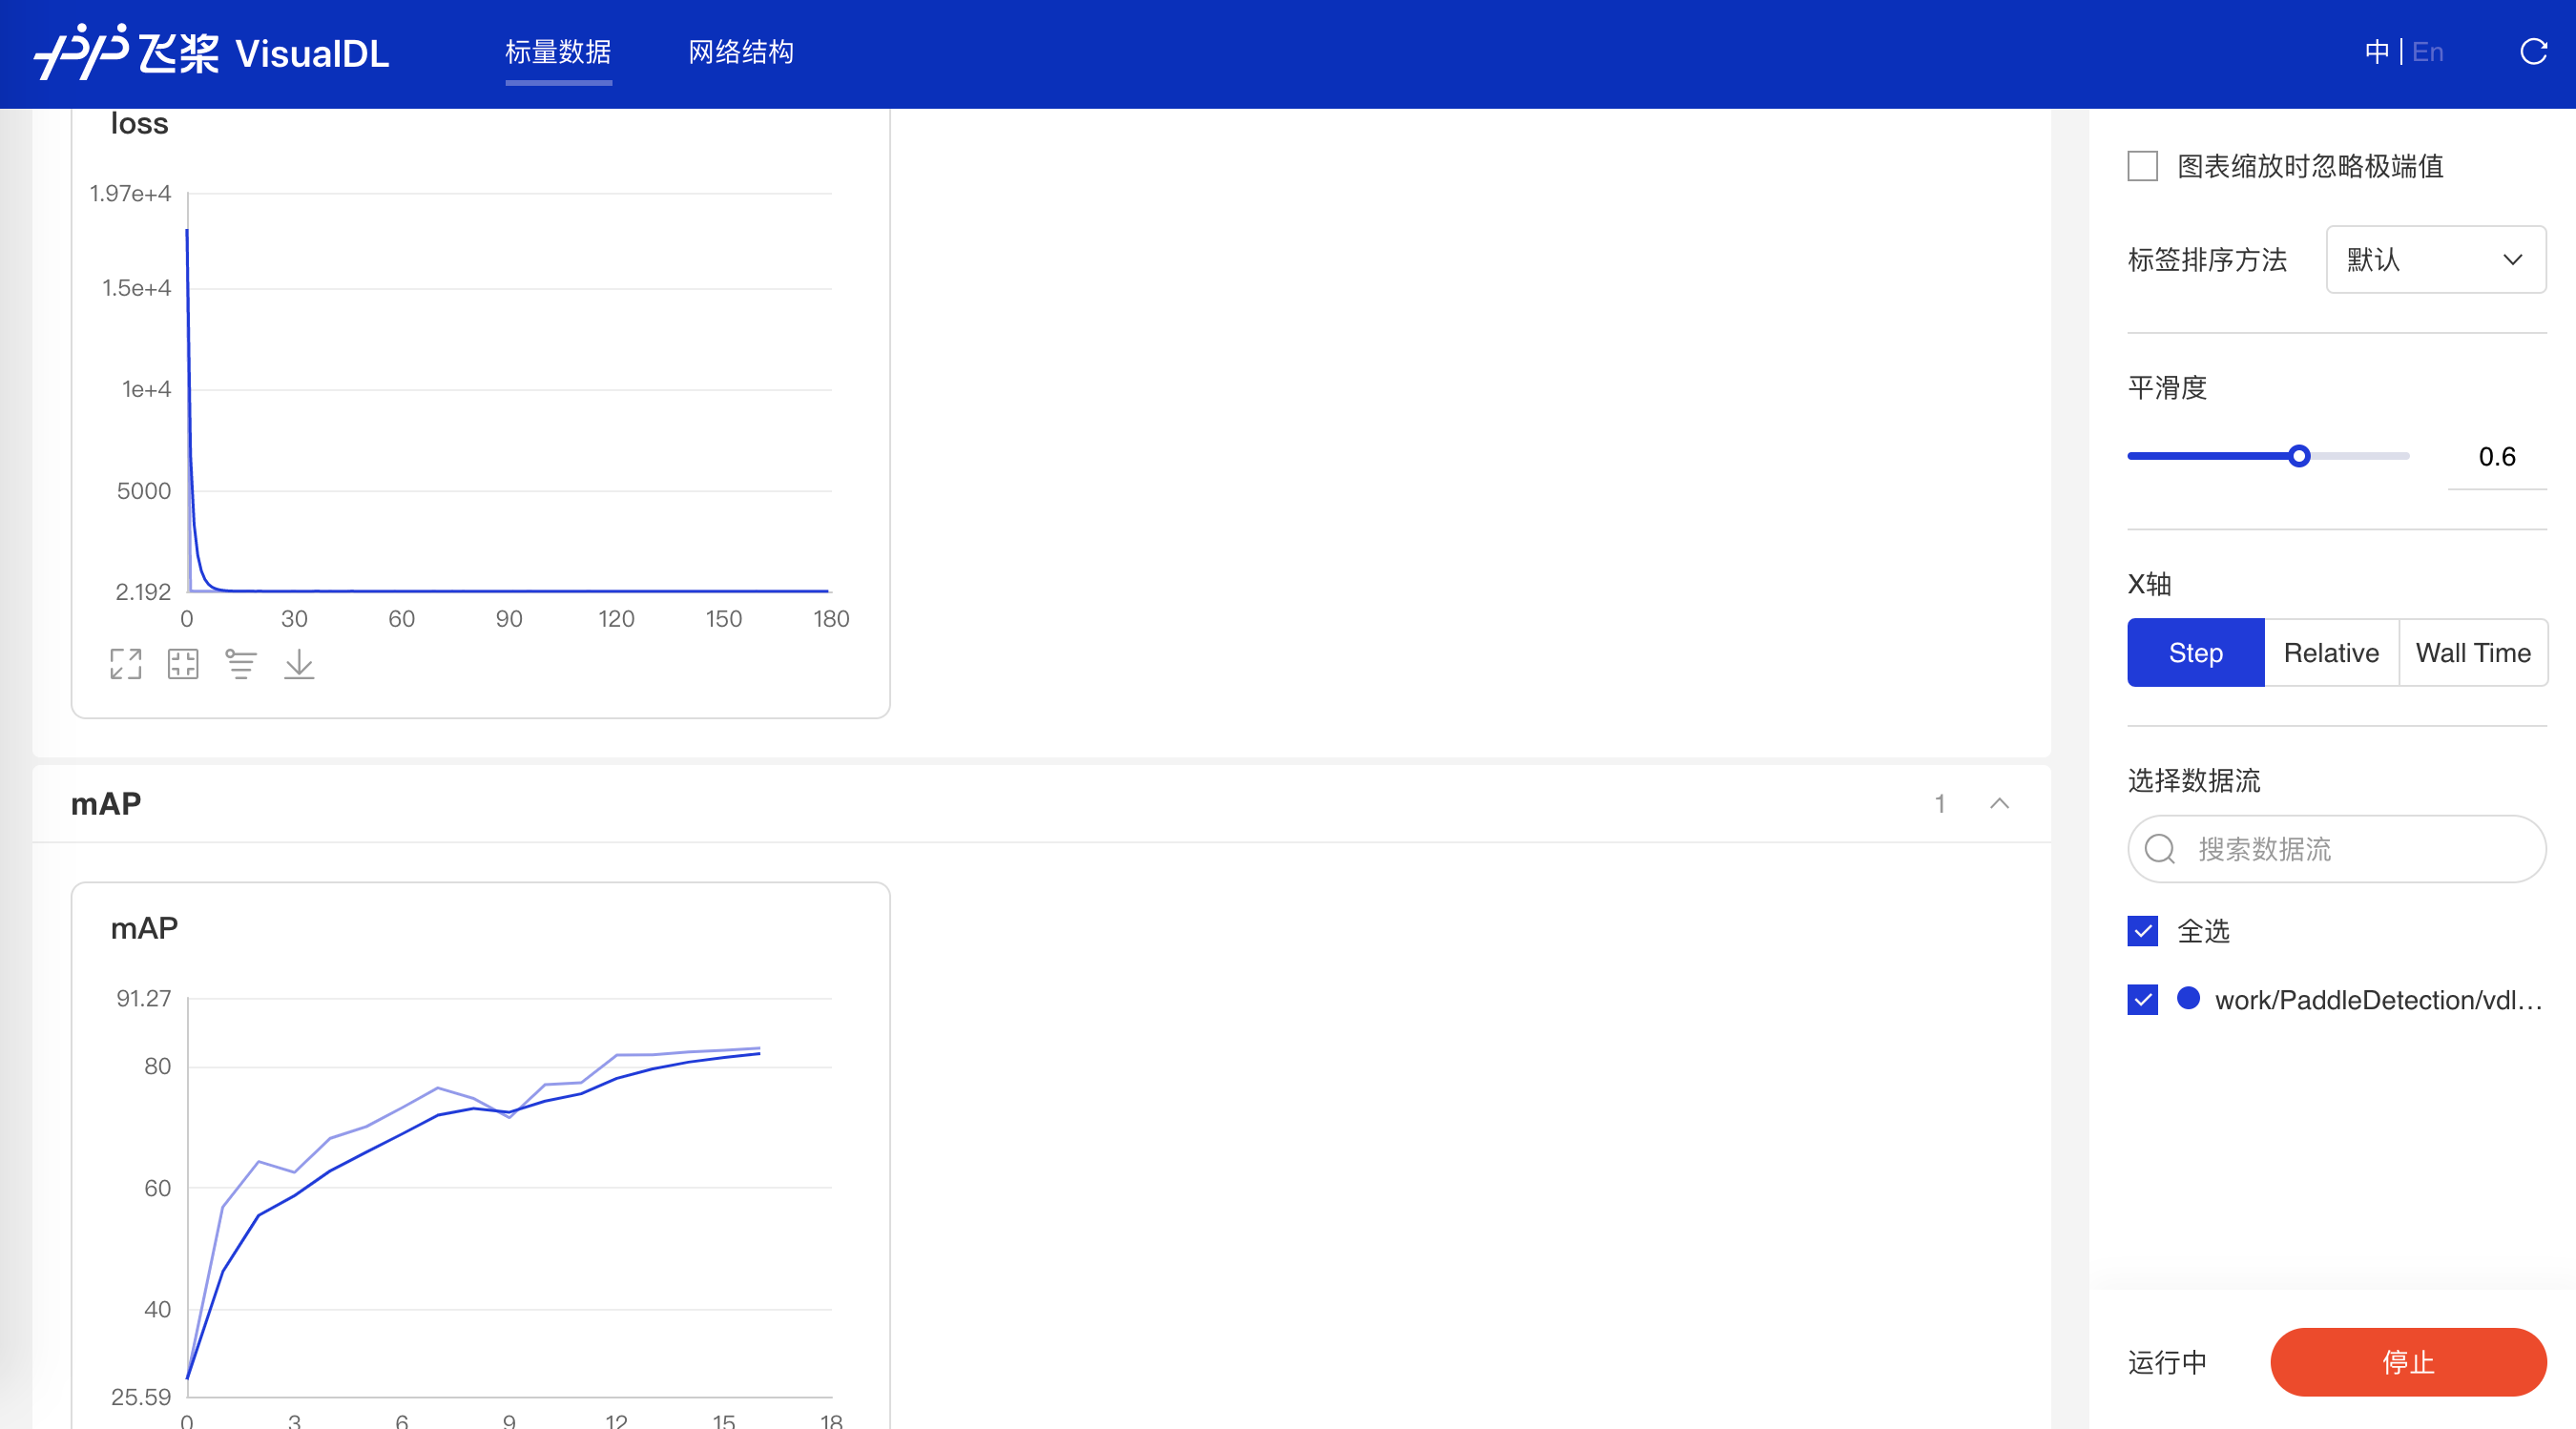 飞桨 VisualDL
标量数据
网络结构
中 | En
loss
1.97e+4
1.5e+4
1e+4
5000
2.192
0 30 60 90 120 150 180
mAP
1
mAP
91.27
80
60
40
25.59
0 3 6 9 12 15 18
图表缩放时忽略极端值
标签排序方法 默认
平滑度
0.6
X轴
Step Relative Wall Time
选择数据流
搜索数据流
全选
work/PaddleDetection/vdl...
运行中 停止